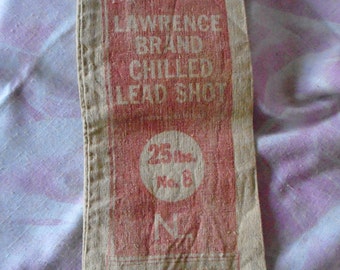 LAWRENCE
BRAND
CHILLED
LEAD SHOT
25 lbs.
No. 8